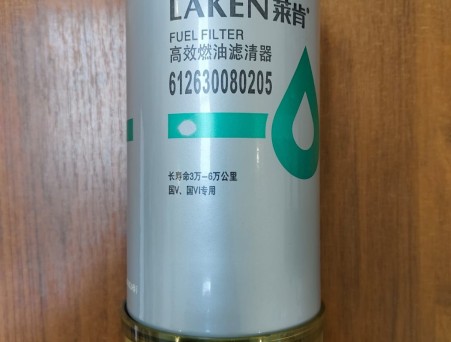 LAKEN莱肯
FUEL FILTER
高效燃油滤清器
612630080205
长寿命3万-6万公里
国V、国VI专用